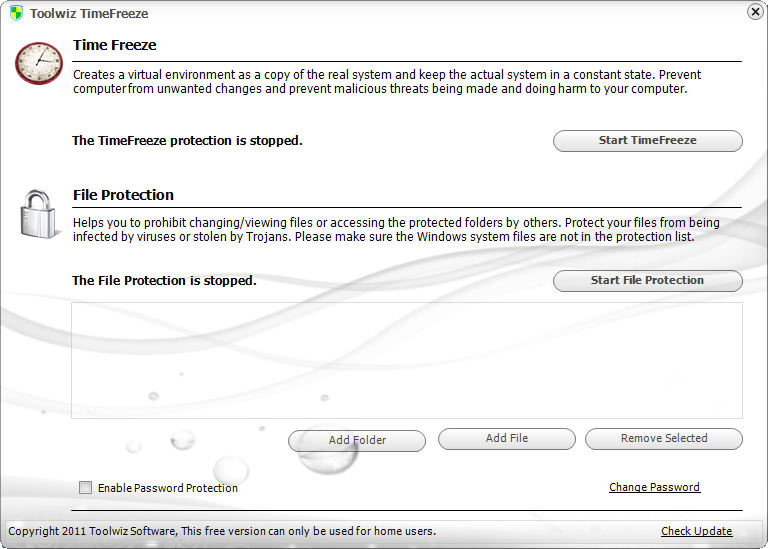 Toolwiz TimeFreeze
Time Freeze
Creates a virtual environment as a copy of the real system and keep the actual system in a constant state. Prevent
computer from unwanted changes and prevent malicious threats being made and doing harm to your computer.
The TimeFreeze protection is stopped.
Start TimeFreeze
File Protection
Helps you to prohibit changing/viewing files or accessing the protected folders by others. Protect your files from being
infected by viruses or stolen by Trojans. Please make sure the Windows system files are not in the protection list.
The File Protection is stopped.
Start File Protection
Add Folder
Add File
Remove Selected
Enable Password Protection
Change Password
Copyright 2011 Toolwiz Software, This free version can only be used for home users.
Check Update